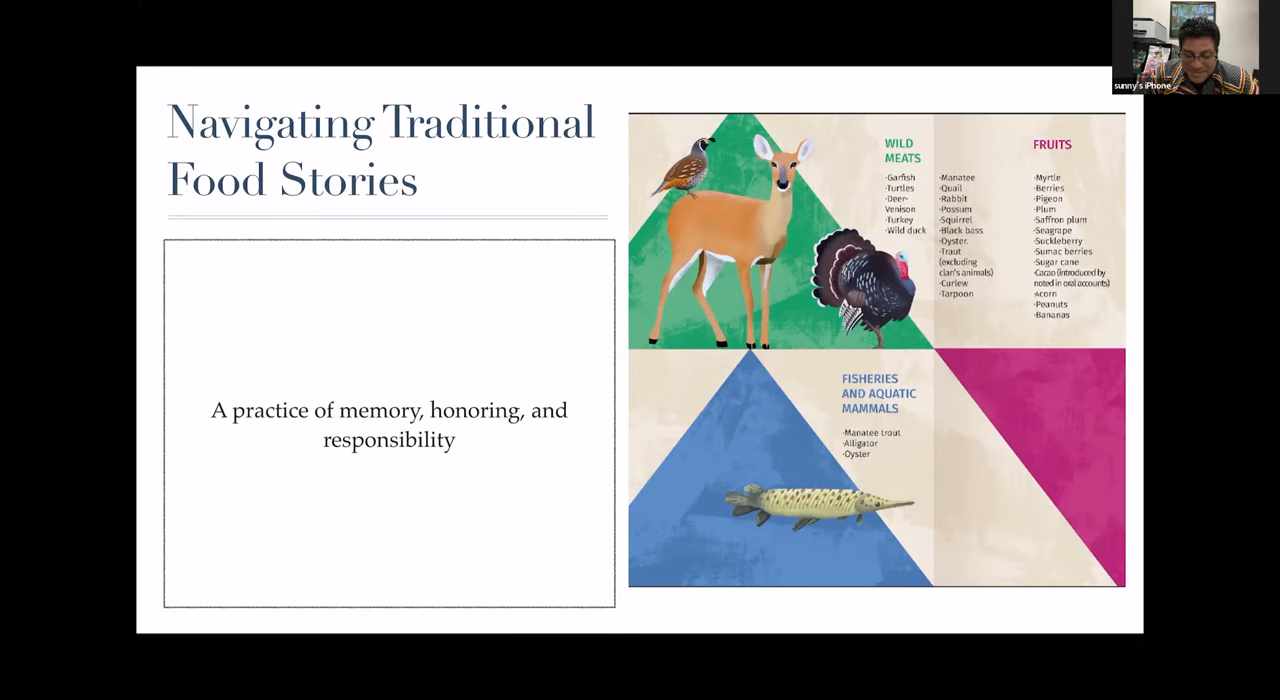 sunny's iPhone
Navigating Traditional
Food Stories
A practice of memory, honoring, and
responsibility
WILD
MEATS
·Garfish
·Turtles
·Deer-
Venison
·Turkey
·Wild duck
·Manatee
·Quail
·Rabbit
·Possum
·Squirrel
·Black bass
·Oyster.
·Traut
(excluding
clan's animals)
·Curlew
·Tarpoon
FRUITS
·Myrtle
·Berries
·Pigeon
·Plum
·Saffron plum
·Seagrape
·Suckleberry
·Sumac berries
·Sugar cane
·Cacao (introduced by
noted in oral accounts)
·Acorn
·Peanuts
·Bananas
FISHERIES
AND AQUATIC
MAMMALS
·Manatee trout
·Alligator
·Oyster